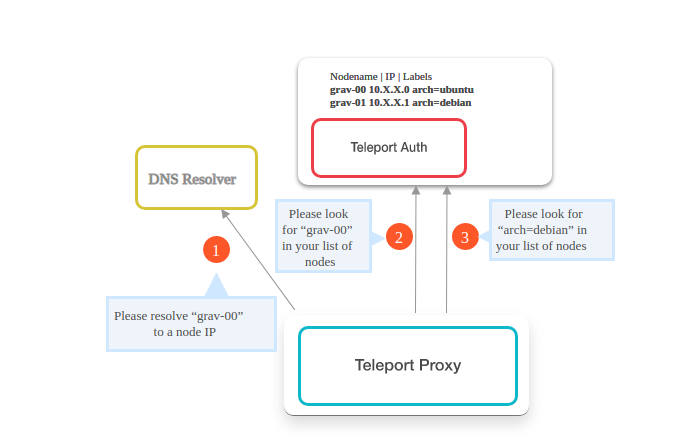 Nodename | IP | Labels
grav-00 10.X.X.0 arch=ubuntu
grav-01 10.X.X.1 arch=debian
Teleport Auth
DNS Resolver
Please look
for “grav-00”
in your list of
nodes
2
3
Please look for
“arch=debian” in
your list of nodes
1
Please resolve “grav-00”
to a node IP
Teleport Proxy